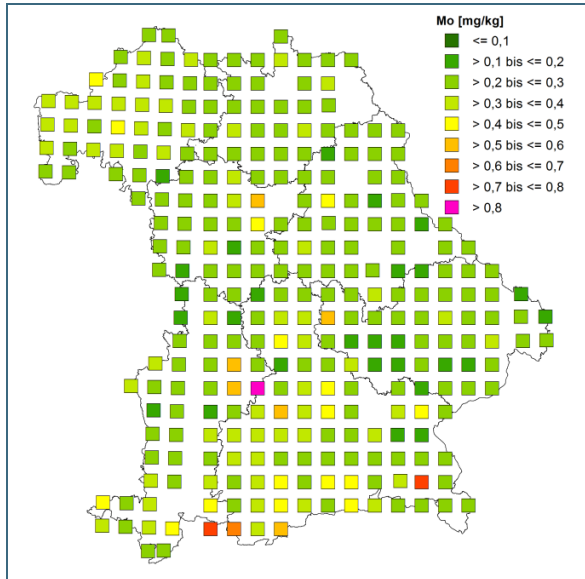 Mo [mg/kg]
<= 0,1
> 0,1 bis <= 0,2
> 0,2 bis <= 0,3
> 0,3 bis <= 0,4
> 0,4 bis <= 0,5
> 0,5 bis <= 0,6
> 0,6 bis <= 0,7
> 0,7 bis <= 0,8
> 0,8